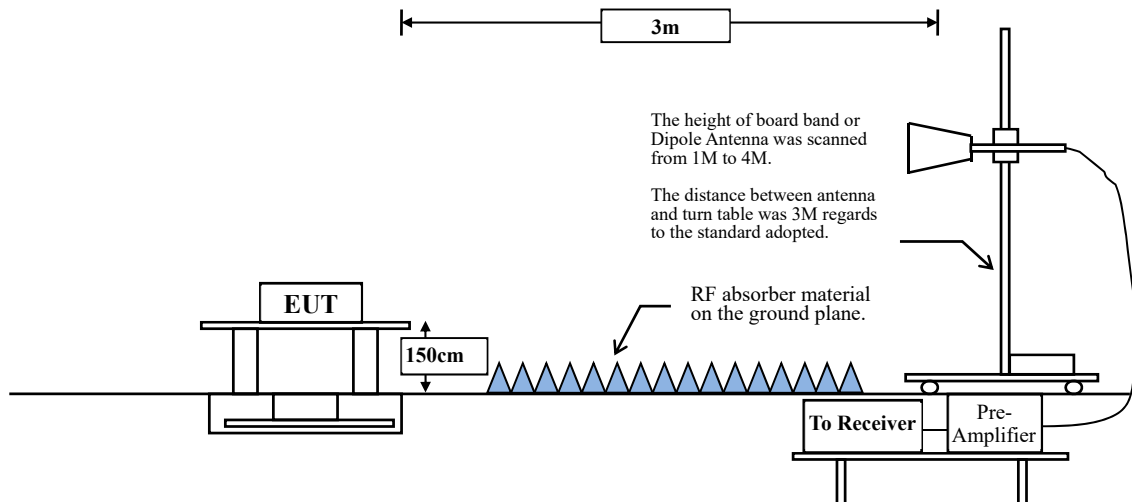 3m
The height of board band or
Dipole Antenna was scanned
from 1M to 4M.
The distance between antenna
and turn table was 3M regards
to the standard adopted.
RF absorber material
on the ground plane.
EUT
150cm
To Receiver
Pre-
Amplifier